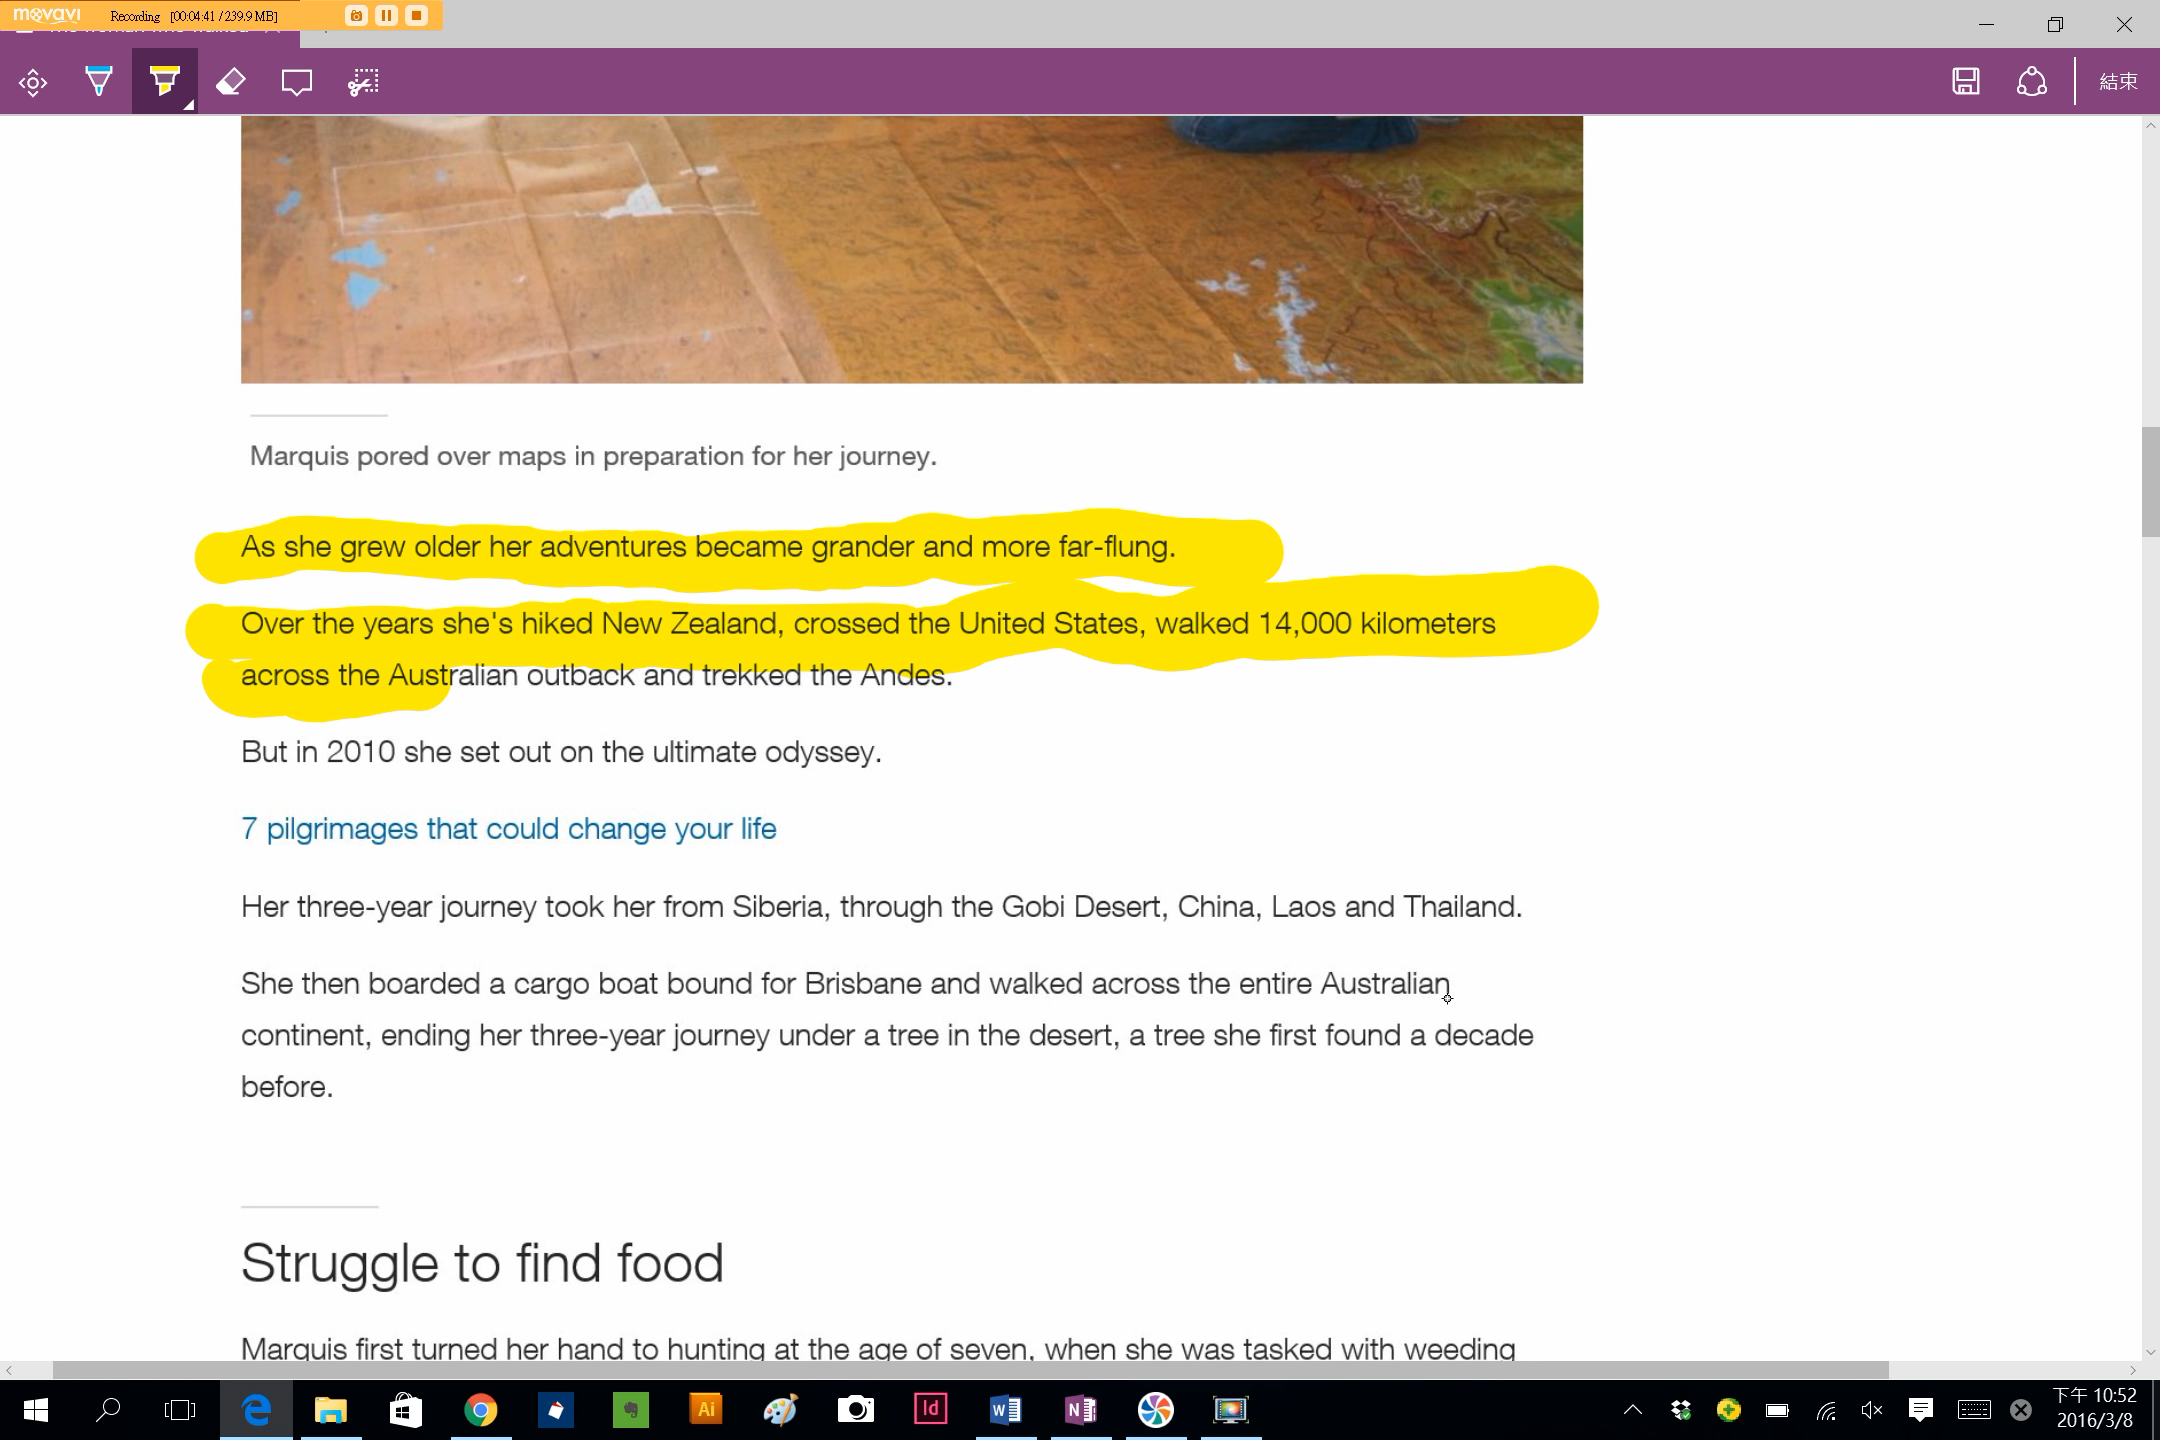 movavi Recording [00:04:41 / 239.9 MB]
結束
Marquis pored over maps in preparation for her journey.
As she grew older her adventures became grander and more far-flung.
Over the years she's hiked New Zealand, crossed the United States, walked 14,000 kilometers
across the Australian outback and trekked the Andes.
But in 2010 she set out on the ultimate odyssey.
7 pilgrimages that could change your life
Her three-year journey took her from Siberia, through the Gobi Desert, China, Laos and Thailand.
She then boarded a cargo boat bound for Brisbane and walked across the entire Australian
continent, ending her three-year journey under a tree in the desert, a tree she first found a decade
before.
Struggle to find food
Marquis first turned her hand to hunting at the age of seven, when she was tasked with weeding
Ai
Id
W
N
下午 10:52
2016/3/8